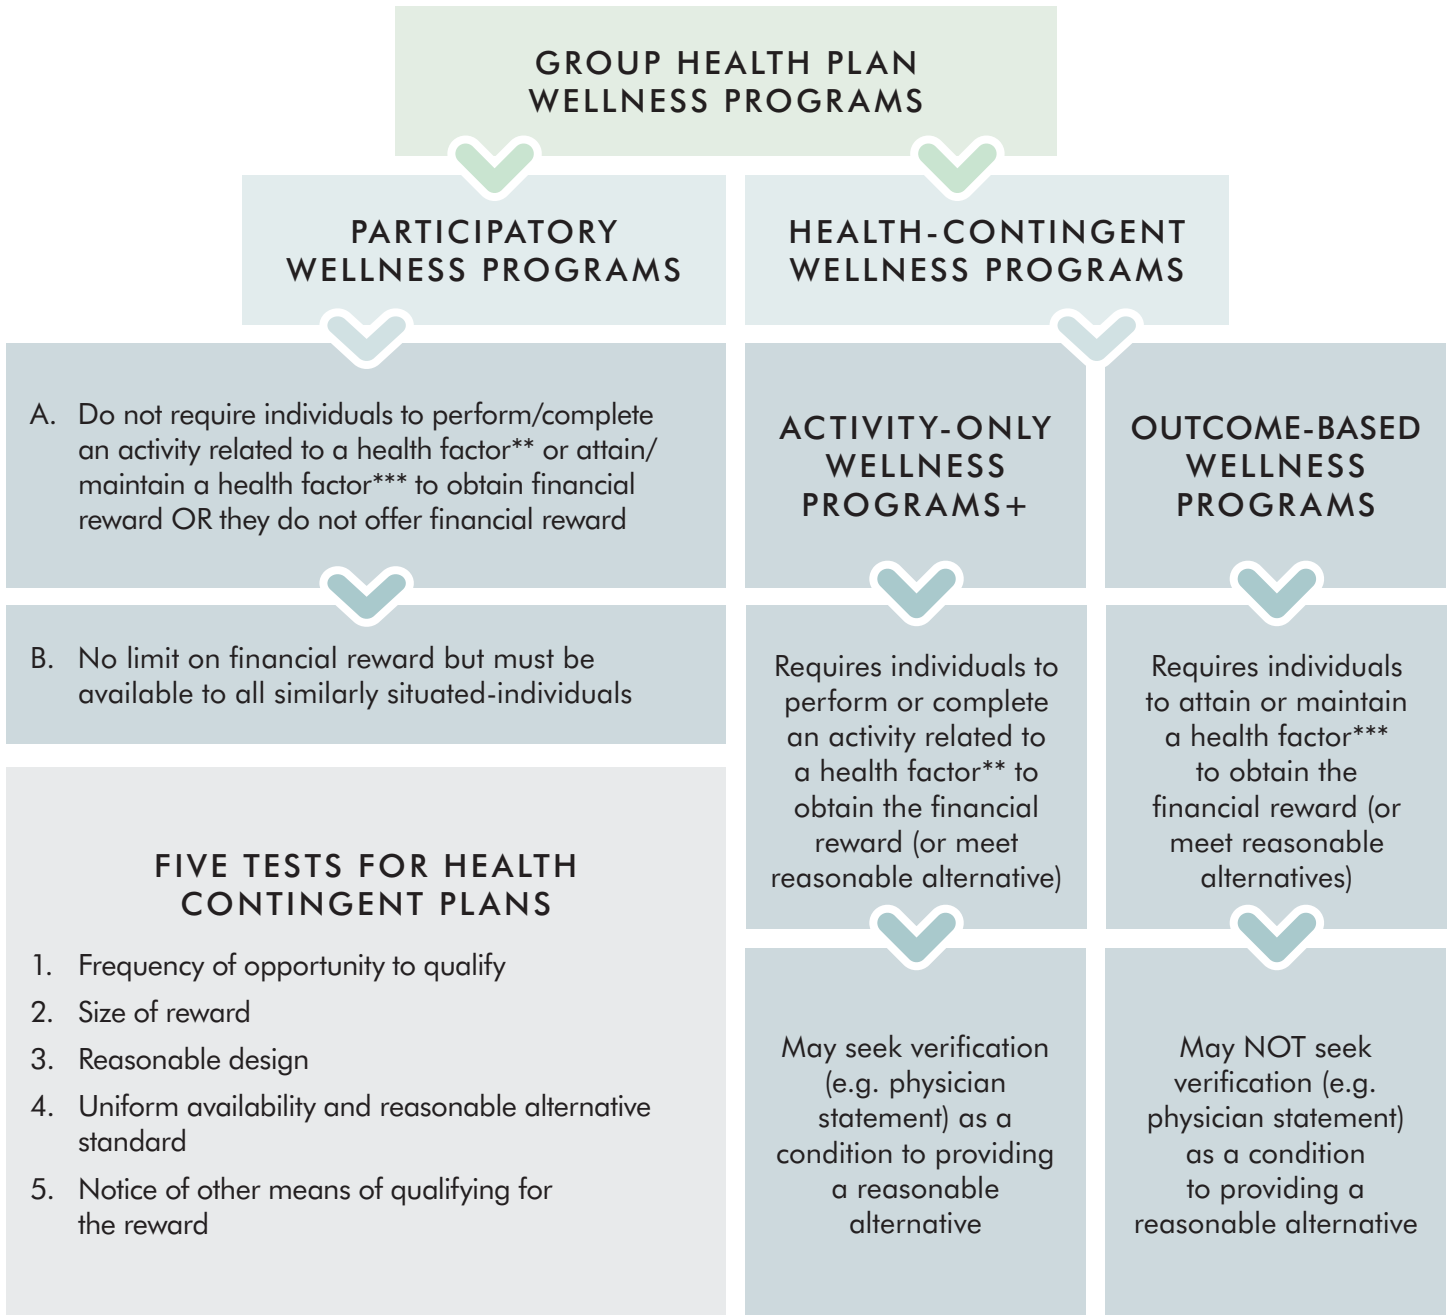 GROUP HEALTH PLAN
WELLNESS PROGRAMS
PARTICIPATORY
WELLNESS PROGRAMS
A. Do not require individuals to perform/complete
an activity related to a health factor** or attain/
maintain a health factor*** to obtain financial
reward OR they do not offer financial reward
B. No limit on financial reward but must be
available to all similarly situated-individuals
HEALTH-CONTINGENT
WELLNESS PROGRAMS
ACTIVITY-ONLY
WELLNESS
PROGRAMS+
Requires individuals to
perform or complete
an activity related to
a health factor** to
obtain the financial
reward (or meet
reasonable alternative)
May seek verification
(e.g. physician
statement) as a
condition to providing
a reasonable
alternative
OUTCOME-BASED
WELLNESS
PROGRAMS
Requires individuals
to attain or maintain
a health factor***
to obtain the
financial reward (or
meet reasonable
alternatives)
May NOT seek
verification (e.g.
physician statement)
as a condition
to providing a
reasonable alternative
FIVE TESTS FOR HEALTH
CONTINGENT PLANS
1. Frequency of opportunity to qualify
2. Size of reward
3. Reasonable design
4. Uniform availability and reasonable alternative
standard
5. Notice of other means of qualifying for
the reward